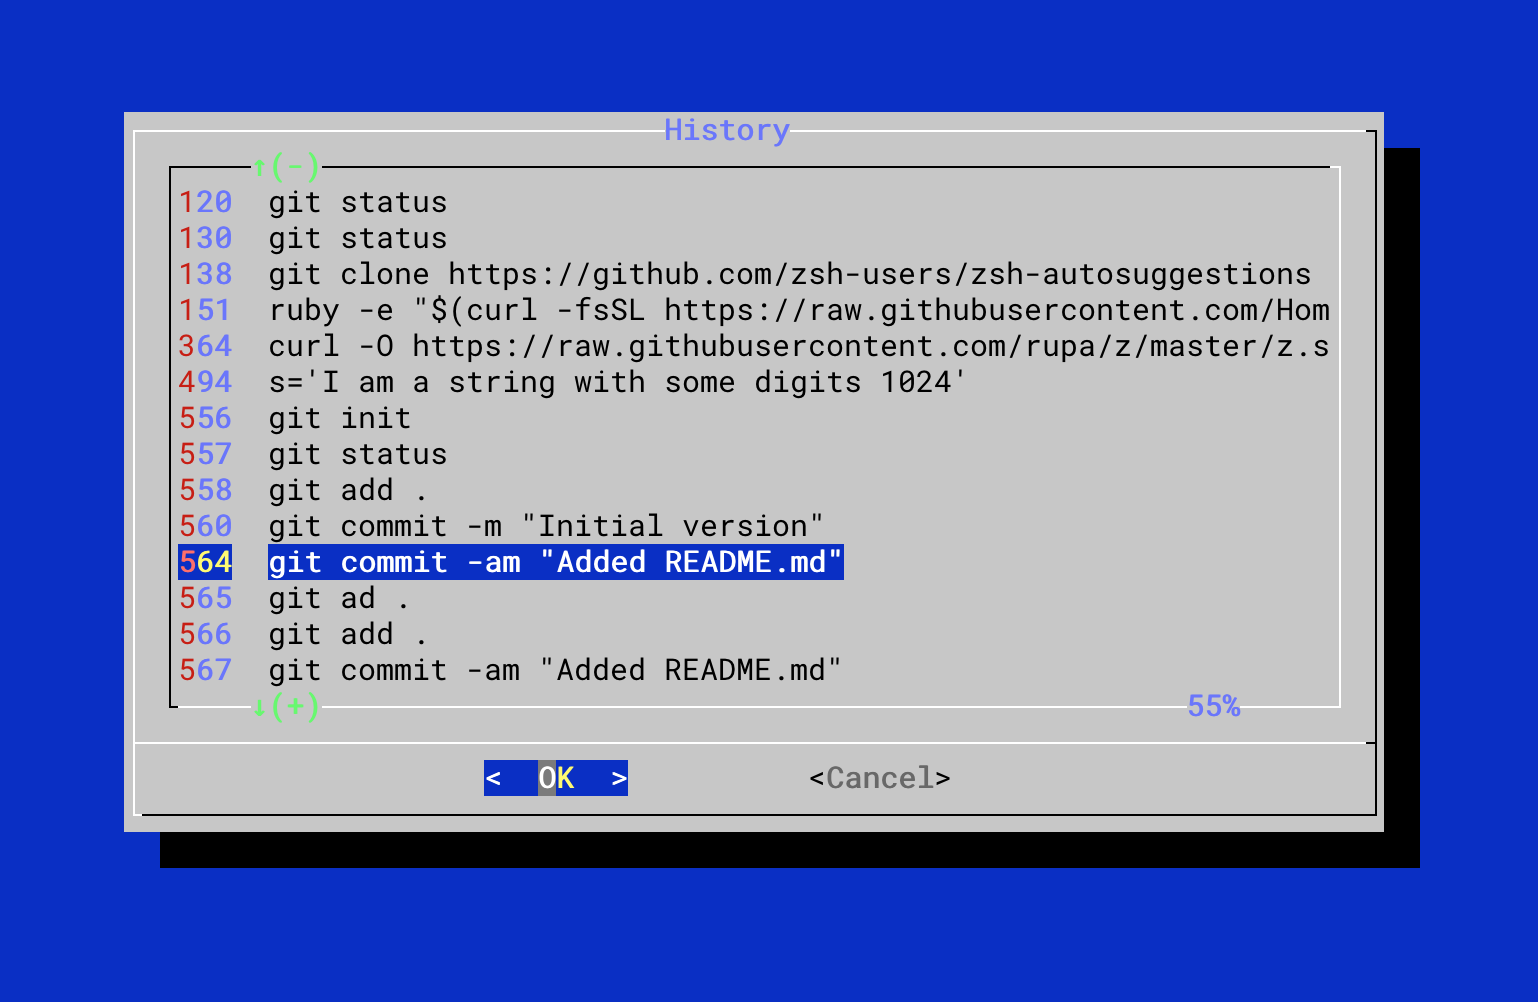 History
↑(-)
120  git status
130  git status
138  git clone https://github.com/zsh-users/zsh-autosuggestions
151  ruby -e "$(curl -fsSL https://raw.githubusercontent.com/Hom
364  curl -O https://raw.githubusercontent.com/rupa/z/master/z.s
494  s='I am a string with some digits 1024'
556  git init
557  git status
558  git add .
560  git commit -m "Initial version"
564  git commit -am "Added README.md"
565  git ad .
566  git add .
567  git commit -am "Added README.md"
↓(+) 55%
<  OK  > <Cancel>